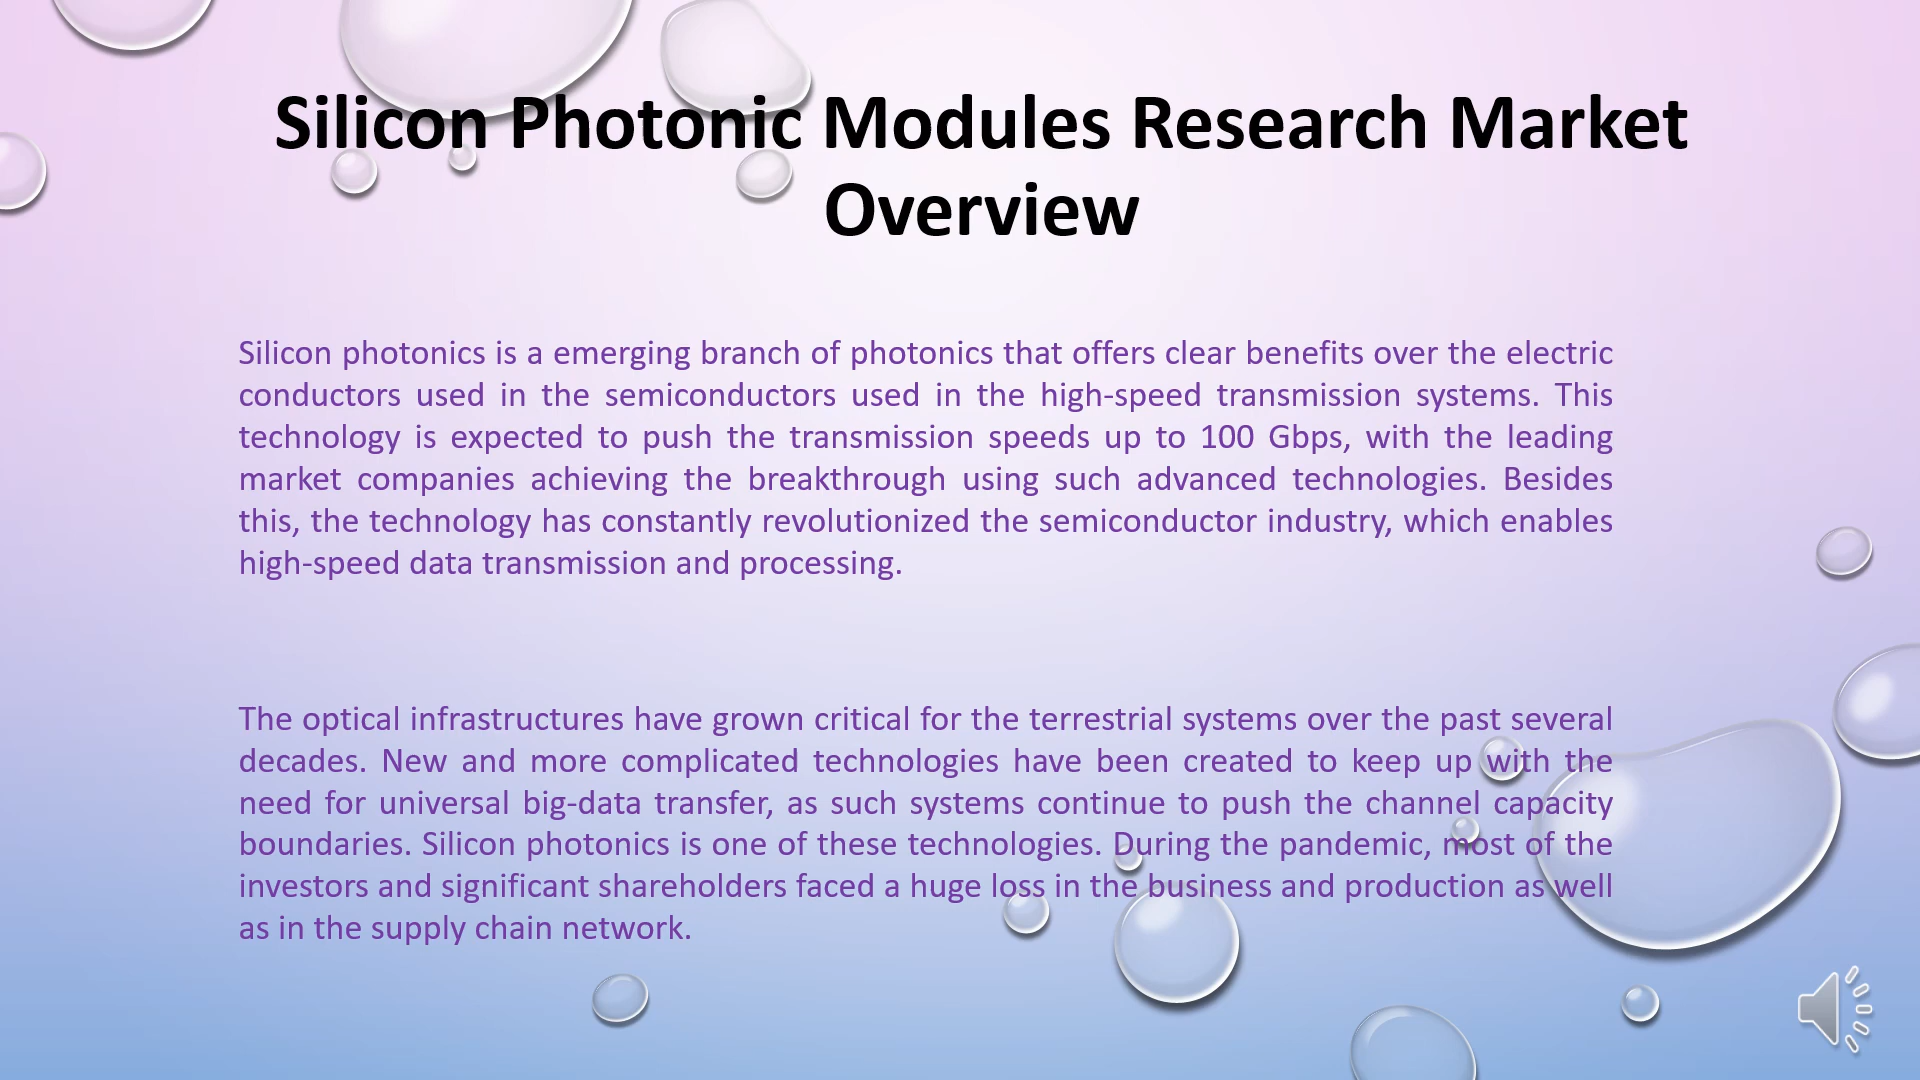 Silicon Photonic Modules Research Market
Overview
Silicon photonics is a emerging branch of photonics that offers clear benefits over the electric
conductors used in the semiconductors used in the high-speed transmission systems. This
technology is expected to push the transmission speeds up to 100 Gbps, with the leading
market companies achieving the breakthrough using such advanced technologies. Besides
this, the technology has constantly revolutionized the semiconductor industry, which enables
high-speed data transmission and processing.
The optical infrastructures have grown critical for the terrestrial systems over the past several
decades. New and more complicated technologies have been created to keep up with the
need for universal big-data transfer, as such systems continue to push the channel capacity
boundaries. Silicon photonics is one of these technologies. During the pandemic, most of the
investors and significant shareholders faced a huge loss in the business and production as well
as in the supply chain network.